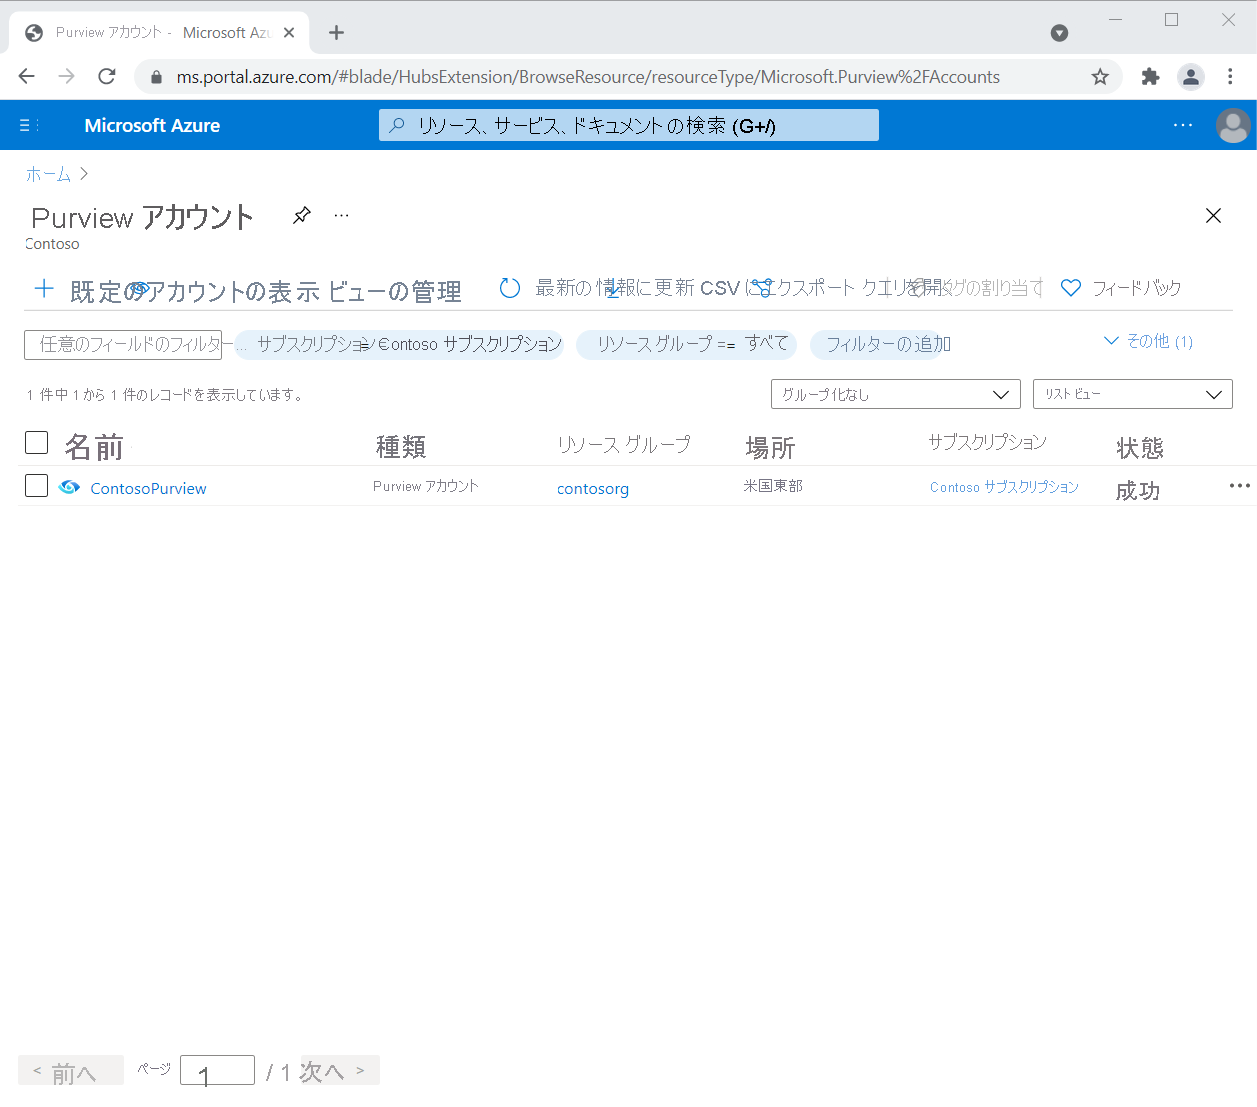 Purview アカウント - Microsoft Azu
ms.portal.azure.com/#blade/HubsExtension/BrowseResource/resourceType/Microsoft.Purview%2FAccounts
Microsoft Azure
リソース、サービス、ドキュメントの検索 (G+/)
ホーム >
Purview アカウント
Contoso
既定のアカウントの表示 ビューの管理 最新の情報に更新 CSV にエクスポート クエリを開く タグの割り当て フィードバック
任意のフィールドのフィルター... サブスクリプション == Contoso サブスクリプション リソース グループ == すべて フィルターの追加 その他 (1)
1 件中 1 から 1 件のレコードを表示しています。 グループ化なし リスト ビュー
名前 種類 リソース グループ 場所 サブスクリプション 状態
ContosoPurview Purview アカウント contosorg 米国東部 Contoso サブスクリプション 成功
< 前へ ページ 1 / 1 次へ >